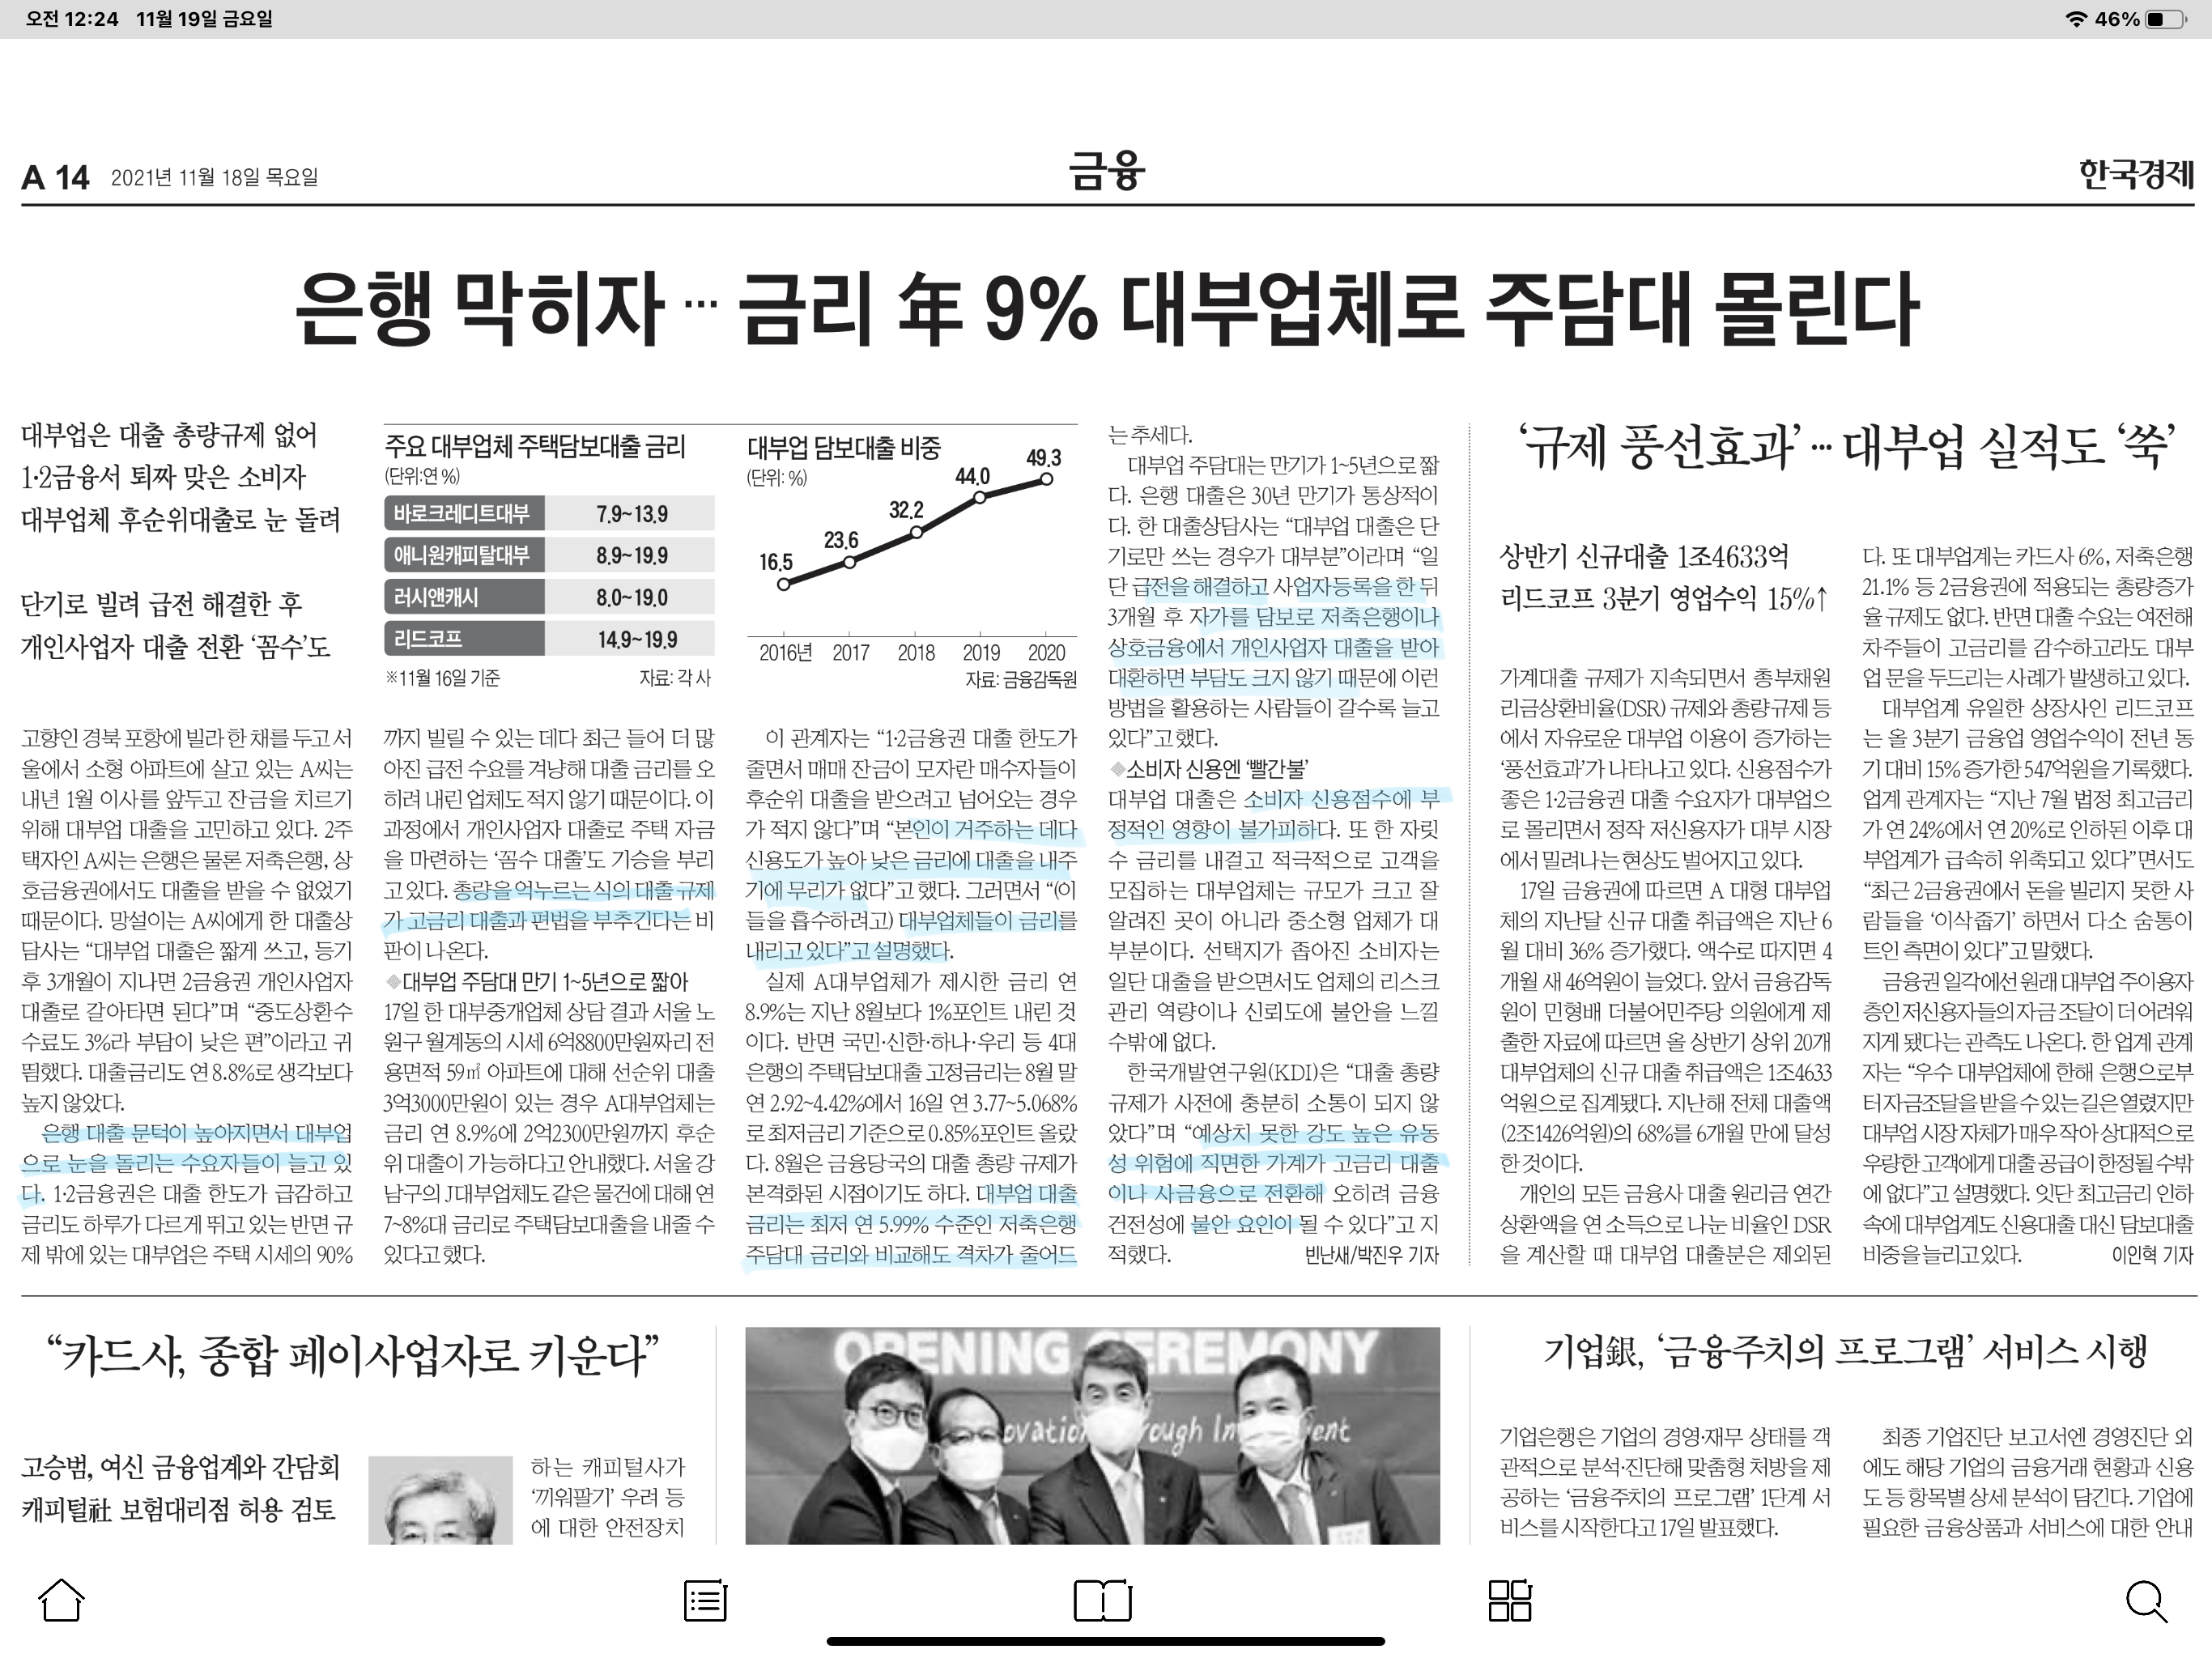 오전 12:24 11월 19일 금요일
46%
A 14 2021년 11월 18일 목요일
금융
한국경제
은행 막히자 … 금리 年 9% 대부업체로 주담대 몰린다
대부업은 대출 총량규제 없어
1·2금융서 퇴짜 맞은 소비자
대부업체 후순위대출로 눈 돌려
단기로 빌려 급전 해결한 후
개인사업자 대출 전환 ‘꼼수’도
고향인 경북 포항에 빌라 한 채를 두고 서
울에서 소형 아파트에 살고 있는 A씨는
내년 1월 이사를 앞두고 잔금을 치르기
위해 대부업 대출을 고민하고 있다. 2주
택자인 A씨는 은행은 물론 저축은행, 상
호금융권에서도 대출을 받을 수 없었기
때문이다. 망설이는 A씨에게 한 대출상
담사는 “대부업 대출은 짧게 쓰고, 등기
후 3개월이 지나면 2금융권 개인사업자
대출로 갈아타면 된다”며 “중도상환수
수료도 3%라 부담이 낮은 편”이라고 귀
띔했다. 대출금리도 연 8.8%로 생각보다
높지 않았다.
은행 대출 문턱이 높아지면서 대부업
으로 눈을 돌리는 수요자들이 늘고 있
다. 1·2금융권은 대출 한도가 급감하고
금리도 하루가 다르게 뛰고 있는 반면 규
제 밖에 있는 대부업은 주택 시세의 90%
주요 대부업체 주택담보대출 금리
(단위:연 %)
바로크레디트대부 7.9~13.9
애니원캐피탈대부 8.9~19.9
러시앤캐시 8.0~19.0
리드코프 14.9~19.9
※11월 16일 기준 자료: 각 사
까지 빌릴 수 있는 데다 최근 들어 더 많
아진 급전 수요를 겨냥해 대출 금리를 오
히려 내린 업체도 적지 않기 때문이다. 이
과정에서 개인사업자 대출로 주택 자금
을 마련하는 ‘꼼수 대출’도 기승을 부리
고 있다. 총량을 억누르는 식의 대출 규제
가 고금리 대출과 편법을 부추긴다는 비
판이 나온다.
◆대부업 주담대 만기 1~5년으로 짧아
17일 한 대부중개업체 상담 결과 서울 노
원구 월계동의 시세 6억8800만원짜리 전
용면적 59㎡ 아파트에 대해 선순위 대출
3억3000만원이 있는 경우 A대부업체는
금리 연 8.9%에 2억2300만원까지 후순
위 대출이 가능하다고 안내했다. 서울 강
남구의 J대부업체도 같은 물건에 대해 연
7~8%대 금리로 주택담보대출을 내줄 수
있다고 했다.
대부업 담보대출 비중
(단위: %)
16.5
23.6
32.2
44.0
49.3
2016년 2017 2018 2019 2020
자료: 금융감독원
이 관계자는 “1·2금융권 대출 한도가
줄면서 매매 잔금이 모자란 매수자들이
후순위 대출을 받으려고 넘어오는 경우
가 적지 않다”며 “본인이 거주하는 데다
신용도가 높아 낮은 금리에 대출을 내주
기에 무리가 없다”고 했다. 그러면서 “(이
들을 흡수하려고) 대부업체들이 금리를
내리고 있다”고 설명했다.
실제 A대부업체가 제시한 금리 연
8.9%는 지난 8월보다 1%포인트 내린 것
이다. 반면 국민·신한·하나·우리 등 4대
은행의 주택담보대출 고정금리는 8월 말
연 2.92~4.42%에서 16일 연 3.77~5.068%
로 최저금리 기준으로 0.85%포인트 올랐
다. 8월은 금융당국의 대출 총량 규제가
본격화된 시점이기도 하다. 대부업 대출
금리는 최저 연 5.99% 수준인 저축은행
주담대 금리와 비교해도 격차가 줄어드
는 추세다.
대부업 주담대는 만기가 1~5년으로 짧
다. 은행 대출은 30년 만기가 통상적이
다. 한 대출상담사는 “대부업 대출은 단
기로만 쓰는 경우가 대부분”이라며 “일
단 급전을 해결하고 사업자등록을 한 뒤
3개월 후 자가를 담보로 저축은행이나
상호금융에서 개인사업자 대출을 받아
대환하면 부담도 크지 않기 때문에 이런
방법을 활용하는 사람들이 갈수록 늘고
있다”고 했다.
◆소비자 신용엔 ‘빨간불’
대부업 대출은 소비자 신용점수에 부
정적인 영향이 불가피하다. 또 한 자릿
수 금리를 내걸고 적극적으로 고객을
모집하는 대부업체는 규모가 크고 잘
알려진 곳이 아니라 중소형 업체가 대
부분이다. 선택지가 좁아진 소비자는
일단 대출을 받으면서도 업체의 리스크
관리 역량이나 신뢰도에 불안을 느낄
수밖에 없다.
한국개발연구원(KDI)은 “대출 총량
규제가 사전에 충분히 소통이 되지 않
았다”며 “예상치 못한 강도 높은 유동
성 위험에 직면한 가계가 고금리 대출
이나 사금융으로 전환해 오히려 금융
건전성에 불안 요인이 될 수 있다”고 지
적했다. 빈난새/박진우 기자
‘규제 풍선효과’ … 대부업 실적도 ‘쑥’
상반기 신규대출 1조4633억
리드코프 3분기 영업수익 15%↑
가계대출 규제가 지속되면서 총부채원
리금상환비율(DSR) 규제와 총량규제 등
에서 자유로운 대부업 이용이 증가하는
‘풍선효과’가 나타나고 있다. 신용점수가
좋은 1·2금융권 대출 수요자가 대부업으
로 몰리면서 정작 저신용자가 대부 시장
에서 밀려나는 현상도 벌어지고 있다.
17일 금융권에 따르면 A 대형 대부업
체의 지난달 신규 대출 취급액은 지난 6
월 대비 36% 증가했다. 액수로 따지면 4
개월 새 46억원이 늘었다. 앞서 금융감독
원이 민형배 더불어민주당 의원에게 제
출한 자료에 따르면 올 상반기 상위 20개
대부업체의 신규 대출 취급액은 1조4633
억원으로 집계됐다. 지난해 전체 대출액
(2조1426억원)의 68%를 6개월 만에 달성
한 것이다.
개인의 모든 금융사 대출 원리금 연간
상환액을 연 소득으로 나눈 비율인 DSR
을 계산할 때 대부업 대출분은 제외된
다. 또 대부업계는 카드사 6%, 저축은행
21.1% 등 2금융권에 적용되는 총량증가
율 규제도 없다. 반면 대출 수요는 여전해
차주들이 고금리를 감수하고라도 대부
업 문을 두드리는 사례가 발생하고 있다.
대부업계 유일한 상장사인 리드코프
는 올 3분기 금융업 영업수익이 전년 동
기 대비 15% 증가한 547억원을 기록했다.
업계 관계자는 “지난 7월 법정 최고금리
가 연 24%에서 연 20%로 인하된 이후 대
부업계가 급속히 위축되고 있다”면서도
“최근 2금융권에서 돈을 빌리지 못한 사
람들을 ‘이삭줍기’ 하면서 다소 숨통이
트인 측면이 있다”고 말했다.
금융권 일각에선 원래 대부업 주이용자
층인 저신용자들의 자금 조달이 더 어려워
지게 됐다는 관측도 나온다. 한 업계 관계
자는 “우수 대부업체에 한해 은행으로부
터 자금조달을 받을 수 있는 길은 열렸지만
대부업 시장 자체가 매우 작아 상대적으로
우량한 고객에게 대출 공급이 한정될 수밖
에 없다”고 설명했다. 잇단 최고금리 인하
속에 대부업계도 신용대출 대신 담보대출
비중을 늘리고 있다. 이인혁 기자
“카드사, 종합 페이사업자로 키운다”
고승범, 여신 금융업계와 간담회
캐피털社 보험대리점 허용 검토
하는 캐피털사가
‘끼워팔기’ 우려 등
에 대한 안전장치
OPENING CEREMONY
기업銀, ‘금융주치의 프로그램’ 서비스 시행
기업은행은 기업의 경영·재무 상태를 객
관적으로 분석·진단해 맞춤형 처방을 제
공하는 ‘금융주치의 프로그램’ 1단계 서
비스를 시작한다고 17일 발표했다.
최종 기업진단 보고서엔 경영진단 외
에도 해당 기업의 금융거래 현황과 신용
도 등 항목별 상세 분석이 담긴다. 기업에
필요한 금융상품과 서비스에 대한 안내